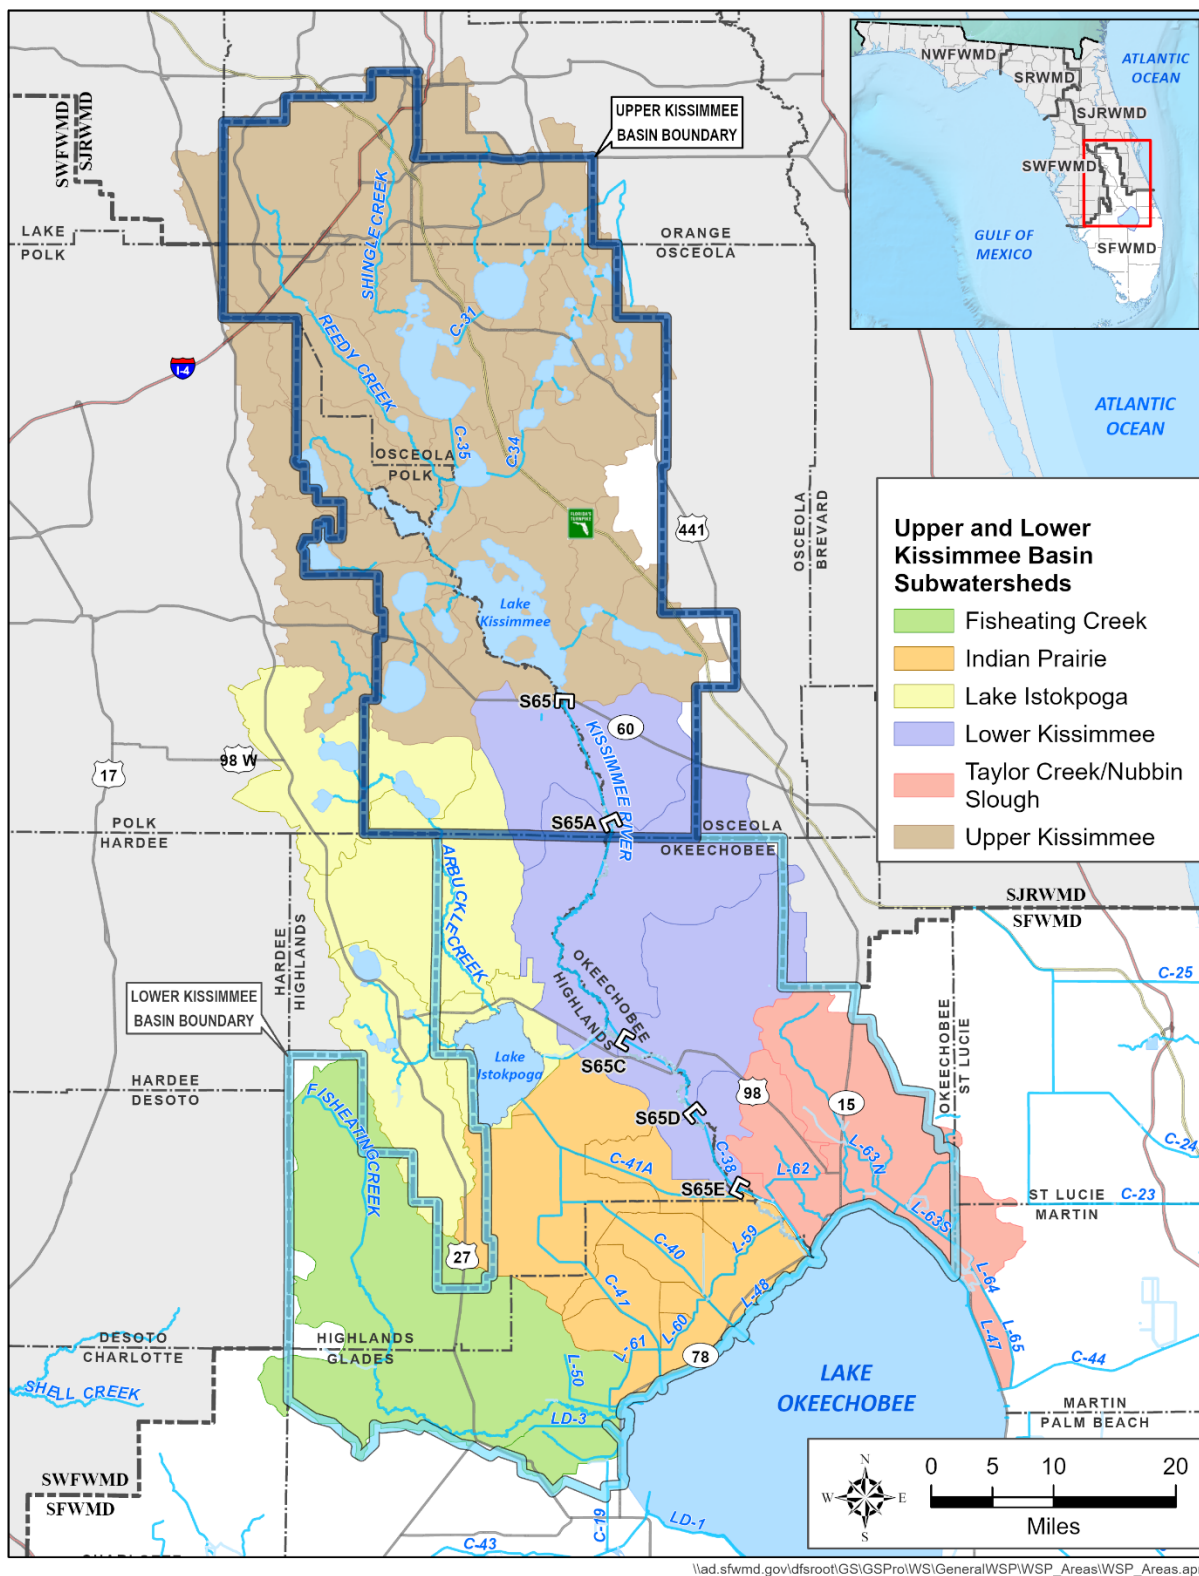 UPPER KISSIMMEE
BASIN BOUNDARY
SWFWMD
SJRWMD
LAKE
POLK
ORANGE
OSCEOLA
SHINGLE CREEK
REEDY CREEK
C-31
C-35
C-34
I-4
OSCEOLA
POLK
FLORIDA'S
TURNPIKE
441
OSCEOLA
BREVARD
Lake
Kissimmee
S65
60
KISSIMMEE RIVER
98 W
17
S65A
POLK
HARDEE
OSCEOLA
OKEECHOBEE
ARBUCKLE CREEK
HARDEE
HIGHLANDS
OKEECHOBEE
HIGHLANDS
LOWER KISSIMMEE
BASIN BOUNDARY
SJRWMD
SFWMD
C-25
OKEECHOBEE
ST LUCIE
Lake
Istokpoga
S65C
HARDEE
DESOTO
FISHEATING CREEK
98
15
S65D
C-24
C-41A
C-38
L-62
L-63N
S65E
ST LUCIE
MARTIN
C-23
L-63S
C-40
L-59
27
C-41
L-48
L-64
L-60
L-61
78
L-47
L-65
DESOTO
CHARLOTTE
HIGHLANDS
GLADES
L-50
C-44
SHELL CREEK
LD-3
LAKE
OKEECHOBEE
MARTIN
PALM BEACH
SWFWMD
SFWMD
C-19
LD-1
C-43
CHARLOTTE
NWFWMD
SRWMD
ATLANTIC
OCEAN
SJRWMD
SWFWMD
GULF OF
MEXICO
SFWMD
ATLANTIC
OCEAN
Upper and Lower
Kissimmee Basin
Subwatersheds
Fisheating Creek
Indian Prairie
Lake Istokpoga
Lower Kissimmee
Taylor Creek/Nubbin
Slough
Upper Kissimmee
N
W
E
S
0 5 10 20
Miles
\\ad.sfwmd.gov\dfsroot\GS\GSPro\WS\GeneralWSP\WSP_Areas\WSP_Areas.apr